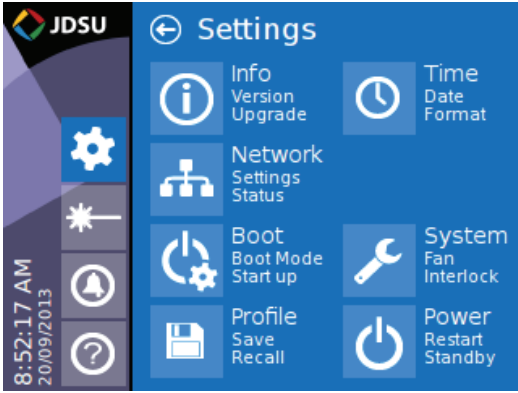 JDSU
Settings
Info
Version
Upgrade
Time
Date
Format
Network
Settings
Status
Boot
Boot Mode
Start up
System
Fan
Interlock
Profile
Save
Recall
Power
Restart
Standby
8:52:17 AM
20/09/2013